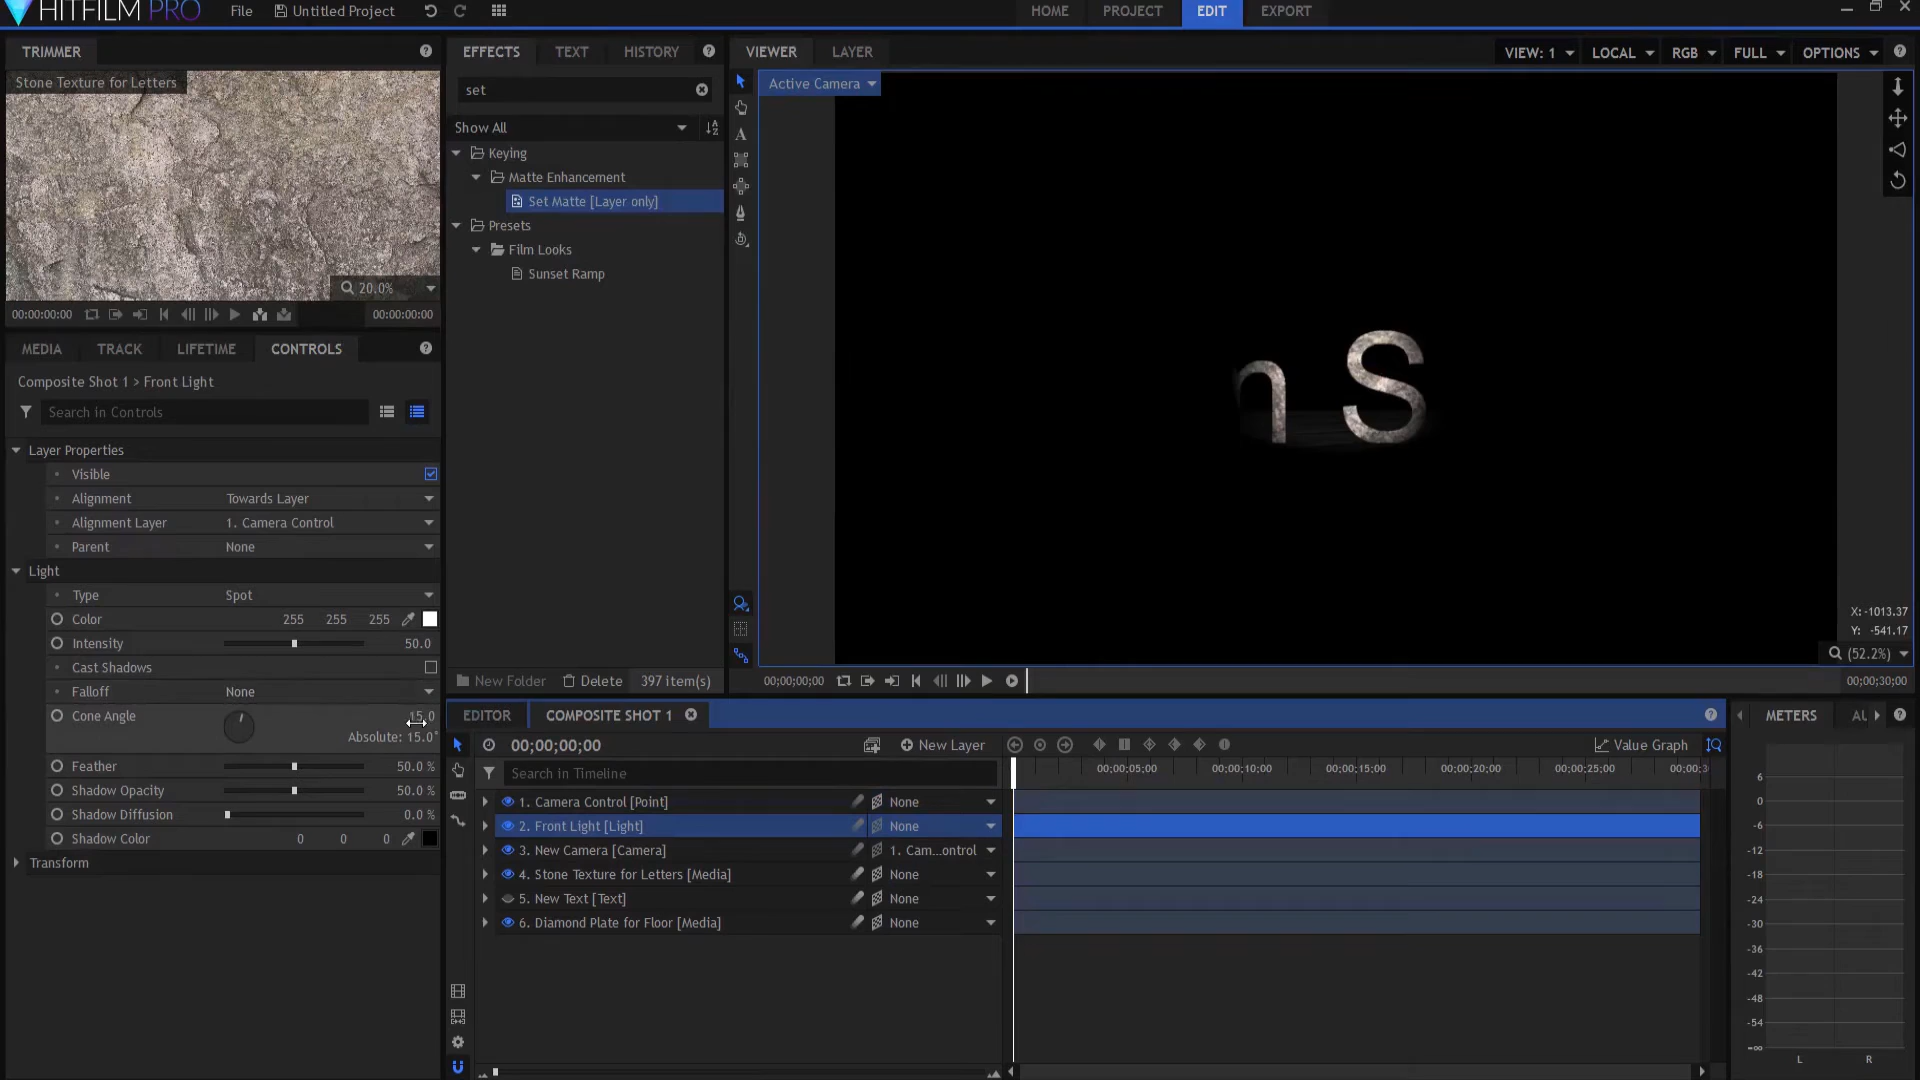 HITFILM PRO
File
Untitled Project
HOME
PROJECT
EDIT
EXPORT
TRIMMER
Stone Texture for Letters
20.0%
00:00:00:00
00:00:00:00
MEDIA
TRACK
LIFETIME
CONTROLS
Composite Shot 1 > Front Light
Search in Controls
Layer Properties
Visible
Alignment Towards Layer
Alignment Layer 1. Camera Control
Parent None
Light
Type Spot
Color 255 255 255
Intensity 50.0
Cast Shadows
Falloff None
Cone Angle 15.0
Absolute: 15.0°
Feather 50.0 %
Shadow Opacity 50.0 %
Shadow Diffusion 0.0 %
Shadow Color 0 0 0
Transform
EFFECTS
TEXT
HISTORY
set
Show All
Keying
Matte Enhancement
Set Matte [Layer only]
Presets
Film Looks
Sunset Ramp
New Folder
Delete
397 item(s)
VIEWER
LAYER
VIEW: 1
LOCAL
RGB
FULL
OPTIONS
Active Camera
n S
X: -1013.37
Y: -541.17
(52.2%)
00;00;00;00
00;00;30;00
EDITOR
COMPOSITE SHOT 1
00;00;00;00
New Layer
Value Graph
Search in Timeline
00;00;05;00
00;00;10;00
00;00;15;00
00;00;20;00
00;00;25;00
00;00;3
1. Camera Control [Point] None
2. Front Light [Light] None
3. New Camera [Camera] 1. Cam...ontrol
4. Stone Texture for Letters [Media] None
5. New Text [Text] None
6. Diamond Plate for Floor [Media] None
METERS
AU
6
0
-6
-12
-18
-24
-30
-36
-42
-48
-54
-∞
L R